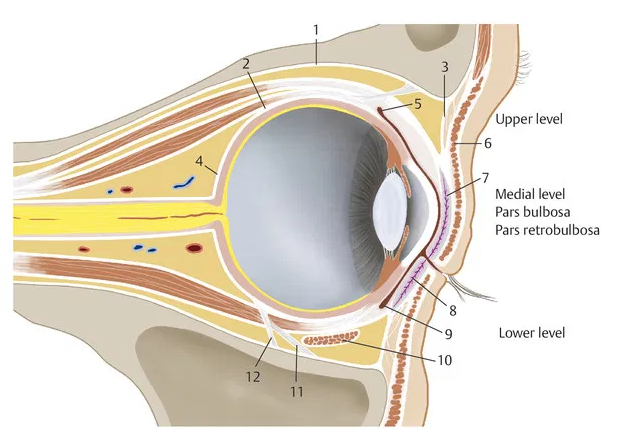 1
2
3
4
5
Upper level
6
7
Medial level
Pars bulbosa
Pars retrobulbosa
8
Lower level
9
10
11
12